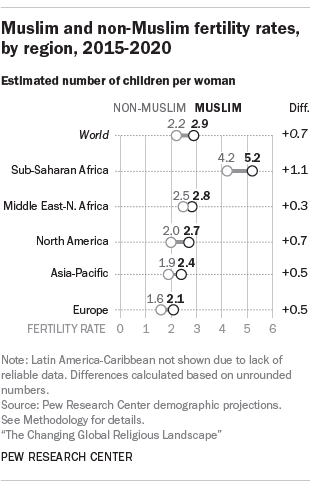 Muslim and non-Muslim fertility rates,
by region, 2015-2020
Estimated number of children per woman
NON-MUSLIM MUSLIM Diff.
World 2.2 2.9 +0.7
Sub-Saharan Africa 4.2 5.2 +1.1
Middle East-N. Africa 2.5 2.8 +0.3
North America 2.0 2.7 +0.7
Asia-Pacific 1.9 2.4 +0.5
Europe 1.6 2.1 +0.5
FERTILITY RATE 0 1 2 3 4 5 6
Note: Latin America-Caribbean not shown due to lack of
reliable data. Differences calculated based on unrounded
numbers.
Source: Pew Research Center demographic projections.
See Methodology for details.
“The Changing Global Religious Landscape”
PEW RESEARCH CENTER